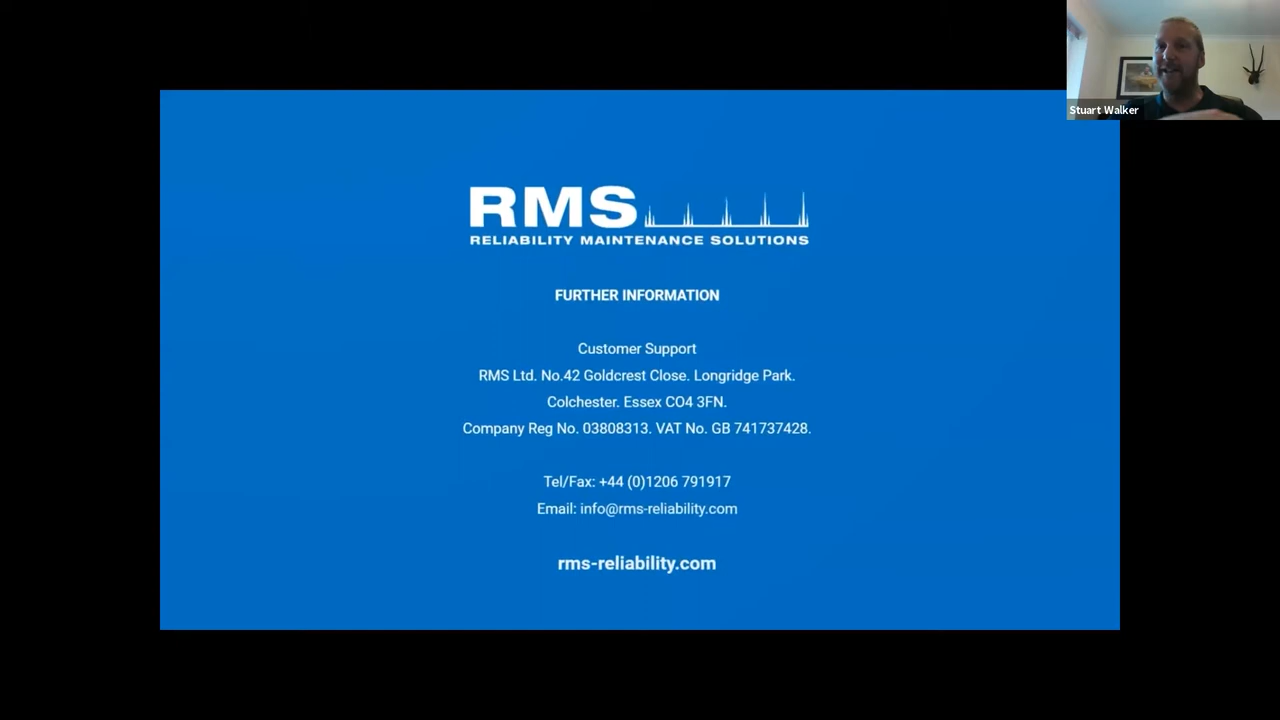 Stuart Walker
RMS
RELIABILITY MAINTENANCE SOLUTIONS
FURTHER INFORMATION
Customer Support
RMS Ltd. No.42 Goldcrest Close. Longridge Park.
Colchester. Essex CO4 3FN.
Company Reg No. 03808313. VAT No. GB 741737428.
Tel/Fax: +44 (0)1206 791917
Email: info@rms-reliability.com
rms-reliability.com